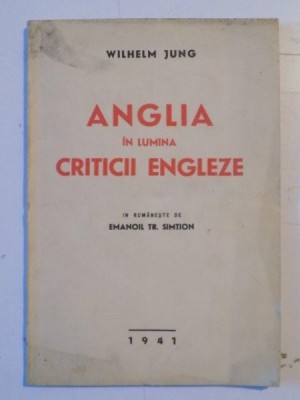 WILHELM JUNG
ANGLIA
ÎN LUMINA
CRITICII ENGLEZE
IN ROMÂNEȘTE DE
EMANOIL TR. SIMTION
1941